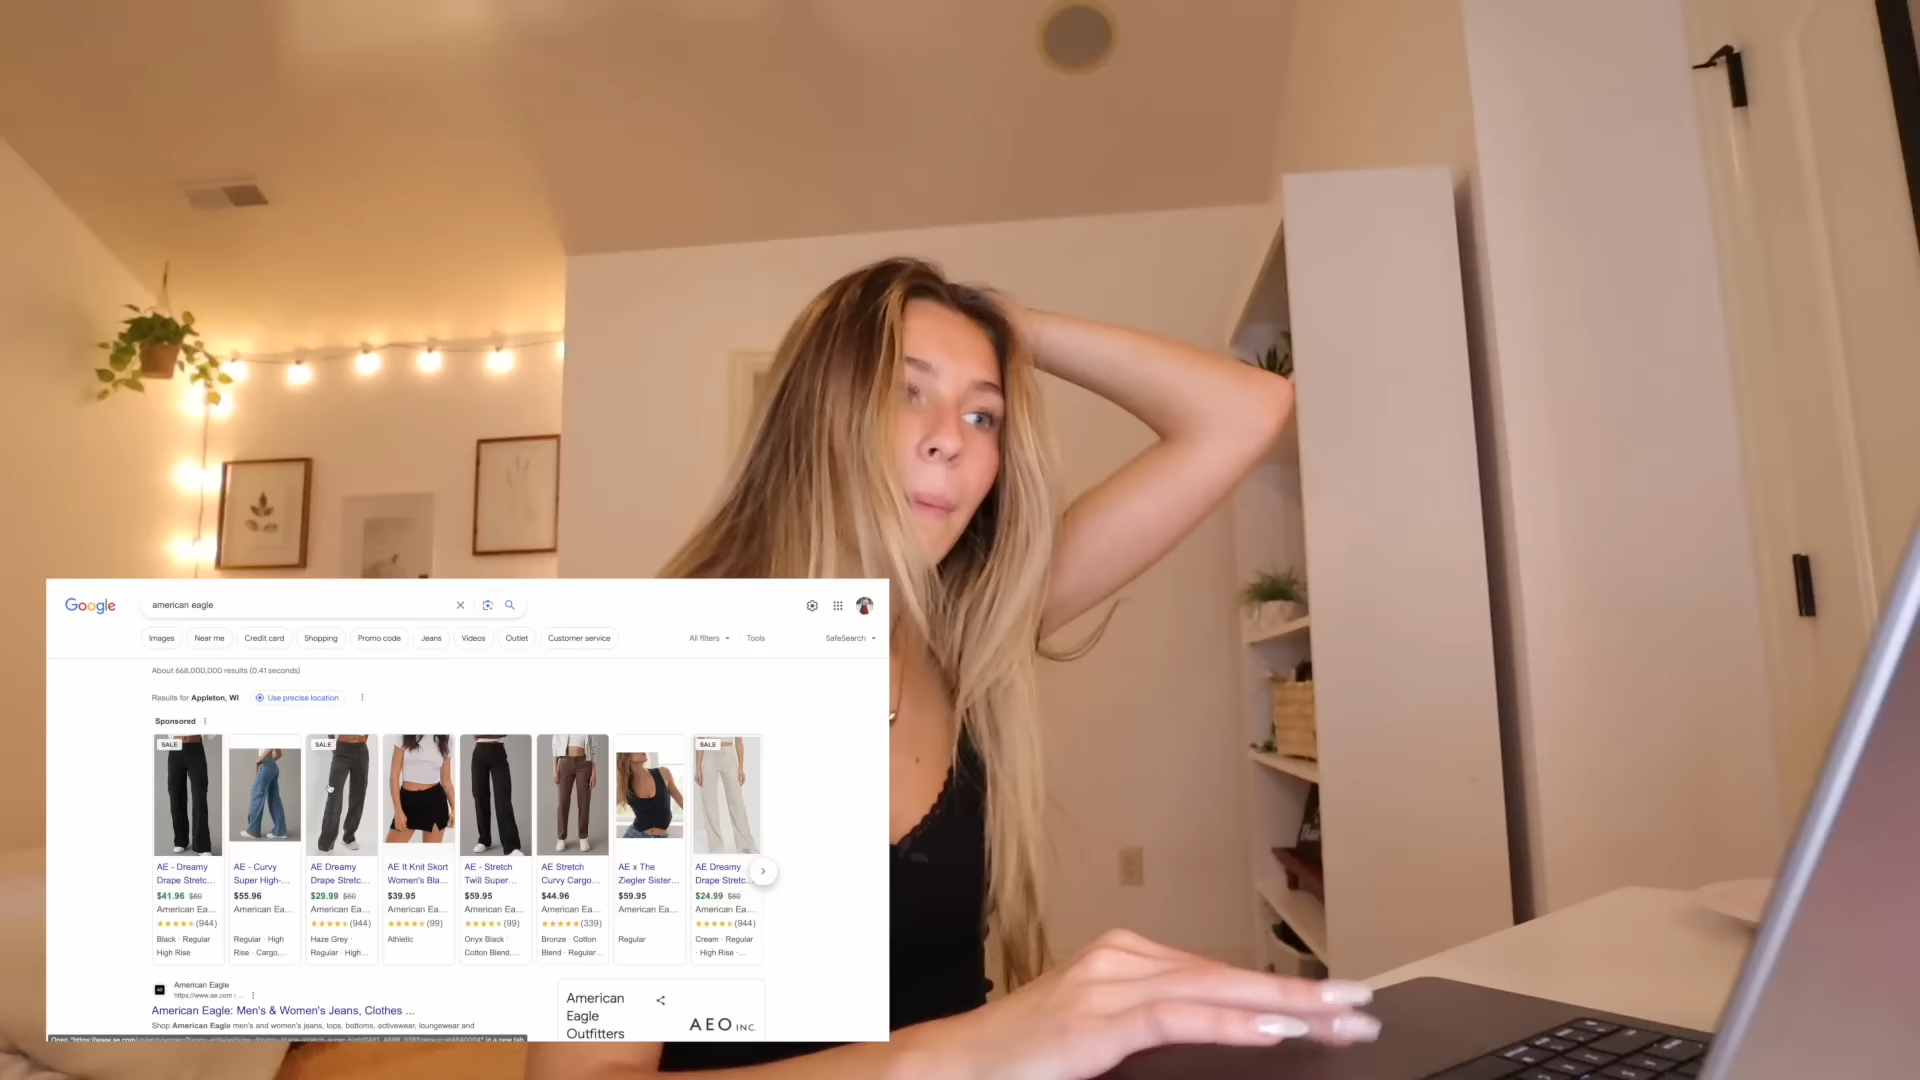 Google
american eagle
Images Near me Credit card Shopping Promo code Jeans Videos Outlet Customer service All filters Tools SafeSearch
About 668,000,000 results (0.41 seconds)
Results for Appleton, WI Use precise location
Sponsored
SALE
AE - Dreamy
Drape Stretc...
$41.96 $60
American Ea...
(944)
Black · Regular ·
High Rise
AE - Curvy
Super High-...
$55.96
American Ea...
Regular · High
Rise · Cargo,...
SALE
AE Dreamy
Drape Stretc...
$29.99 $60
American Ea...
(944)
Haze Grey ·
Regular · High...
AE It Knit Skort
Women's Bla...
$39.95
American Ea...
(99)
Athletic
AE - Stretch
Twill Super...
$59.95
American Ea...
(99)
Onyx Black ·
Cotton Blend,...
AE Stretch
Curvy Cargo...
$44.96
American Ea...
(339)
Bronze · Cotton
Blend · Regular...
AE x The
Ziegler Sister...
$59.95
American Ea...
Regular
SALE
AE Dreamy
Drape Stretc...
$24.99 $60
American Ea...
(944)
Cream · Regular
· High Rise ·...
American Eagle
https://www.ae.com › ...
American Eagle: Men's & Women's Jeans, Clothes ...
Shop American Eagle men's and women's jeans, tops, bottoms, activewear, loungewear and
American
Eagle
Outfitters
AEO INC.